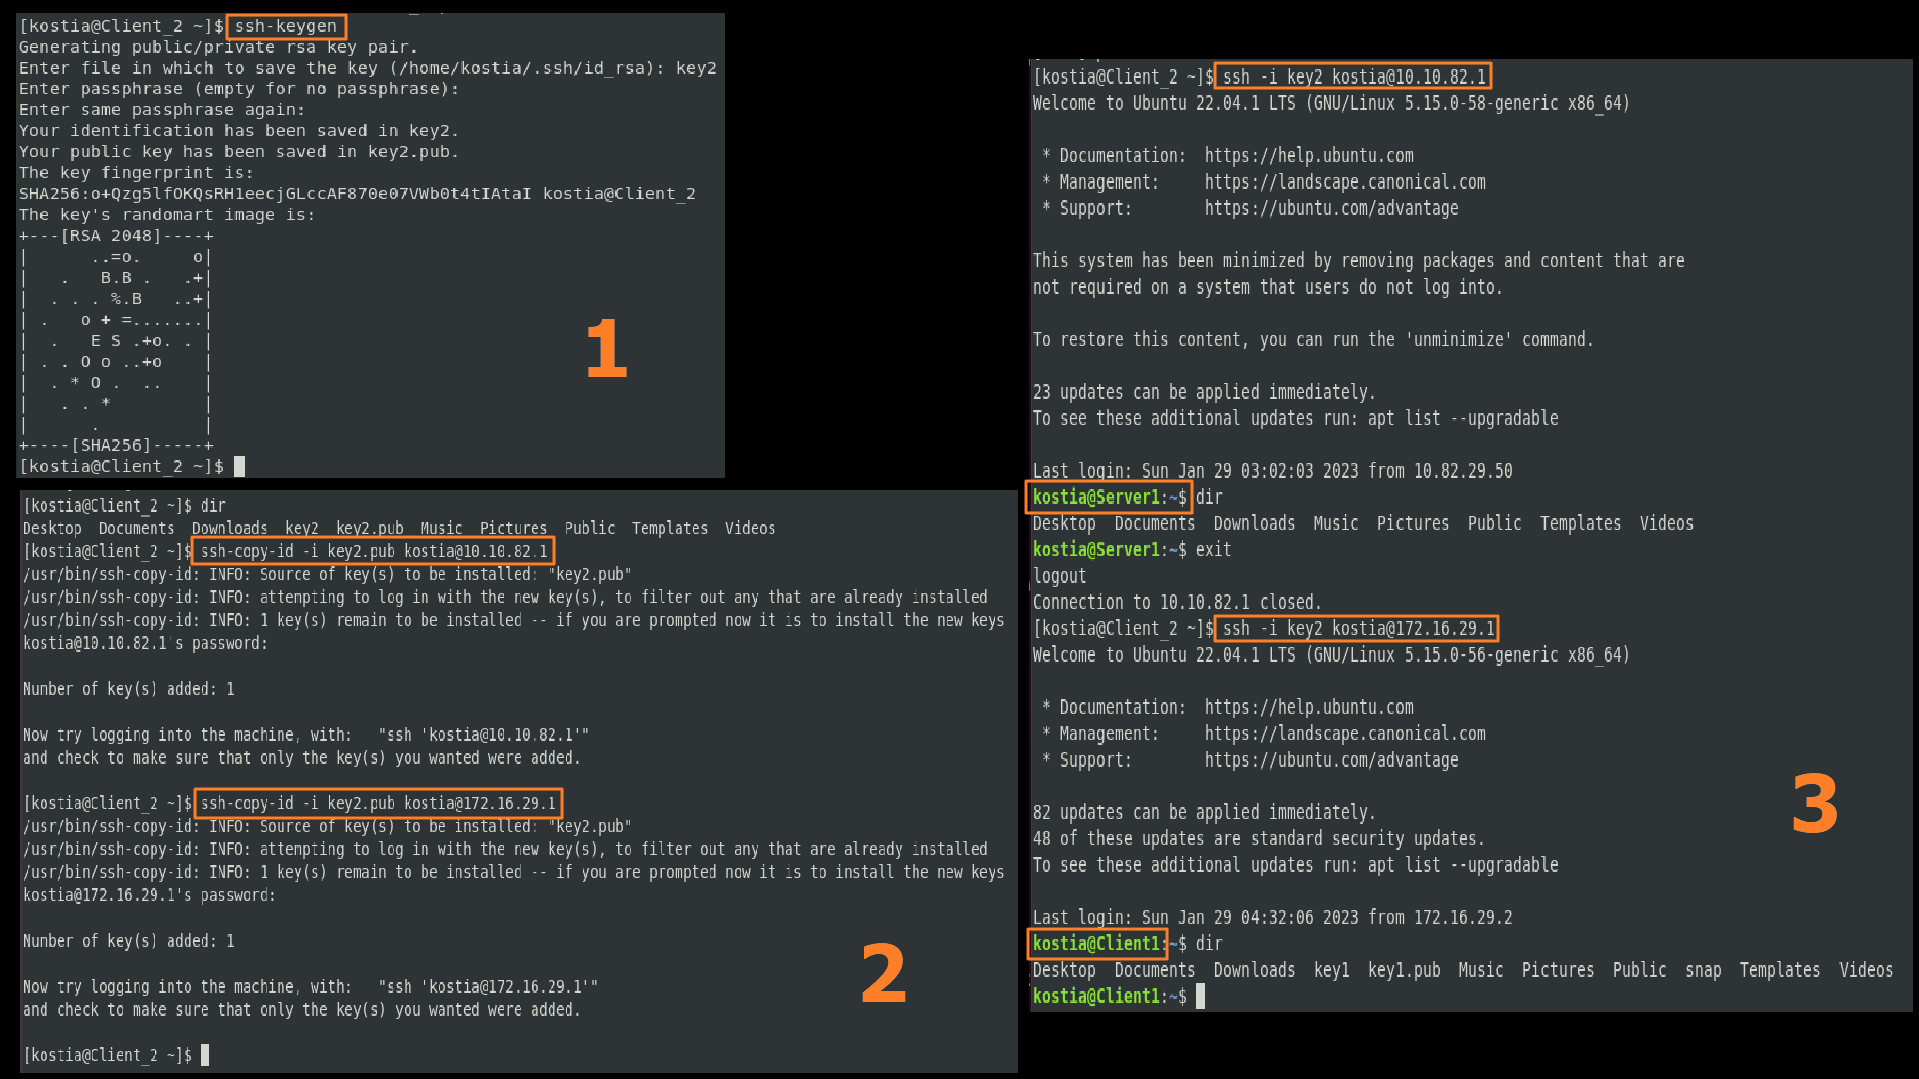 [kostia@Client_2 ~]$ ssh-keygen
Generating public/private rsa key pair.
Enter file in which to save the key (/home/kostia/.ssh/id_rsa): key2
Enter passphrase (empty for no passphrase):
Enter same passphrase again:
Your identification has been saved in key2.
Your public key has been saved in key2.pub.
The key fingerprint is:
SHA256:o+Qzg5lfOKQsRH1eecjGLccAF870e07VWb0t4tIAtaI kostia@Client_2
The key's randomart image is:
+---[RSA 2048]----+
|      ..=o.     o|
|   .   B.B .   .+|
|  . . . %.B   ..+|
| .   o + =.......|
|  .   E S .+o. . |
| . . O o ..+o    |
|  . * O .  ..    |
|   . . *         |
|      .          |
+----[SHA256]-----+
[kostia@Client_2 ~]$
1
[kostia@Client_2 ~]$ dir
Desktop  Documents  Downloads  key2  key2.pub  Music  Pictures  Public  Templates  Videos
[kostia@Client_2 ~]$ ssh-copy-id -i key2.pub kostia@10.10.82.1
/usr/bin/ssh-copy-id: INFO: Source of key(s) to be installed: "key2.pub"
/usr/bin/ssh-copy-id: INFO: attempting to log in with the new key(s), to filter out any that are already installed
/usr/bin/ssh-copy-id: INFO: 1 key(s) remain to be installed -- if you are prompted now it is to install the new keys
kostia@10.10.82.1's password:
Number of key(s) added: 1
Now try logging into the machine, with:   "ssh 'kostia@10.10.82.1'"
and check to make sure that only the key(s) you wanted were added.
[kostia@Client_2 ~]$ ssh-copy-id -i key2.pub kostia@172.16.29.1
/usr/bin/ssh-copy-id: INFO: Source of key(s) to be installed: "key2.pub"
/usr/bin/ssh-copy-id: INFO: attempting to log in with the new key(s), to filter out any that are already installed
/usr/bin/ssh-copy-id: INFO: 1 key(s) remain to be installed -- if you are prompted now it is to install the new keys
kostia@172.16.29.1's password:
Number of key(s) added: 1
Now try logging into the machine, with:   "ssh 'kostia@172.16.29.1'"
and check to make sure that only the key(s) you wanted were added.
[kostia@Client_2 ~]$
2
[kostia@Client_2 ~]$ ssh -i key2 kostia@10.10.82.1
Welcome to Ubuntu 22.04.1 LTS (GNU/Linux 5.15.0-58-generic x86_64)
 * Documentation:  https://help.ubuntu.com
 * Management:     https://landscape.canonical.com
 * Support:        https://ubuntu.com/advantage
This system has been minimized by removing packages and content that are
not required on a system that users do not log into.
To restore this content, you can run the 'unminimize' command.
23 updates can be applied immediately.
To see these additional updates run: apt list --upgradable
Last login: Sun Jan 29 03:02:03 2023 from 10.82.29.50
kostia@Server1:~$ dir
Desktop  Documents  Downloads  Music  Pictures  Public  Templates  Videos
kostia@Server1:~$ exit
logout
Connection to 10.10.82.1 closed.
[kostia@Client_2 ~]$ ssh -i key2 kostia@172.16.29.1
Welcome to Ubuntu 22.04.1 LTS (GNU/Linux 5.15.0-56-generic x86_64)
 * Documentation:  https://help.ubuntu.com
 * Management:     https://landscape.canonical.com
 * Support:        https://ubuntu.com/advantage
82 updates can be applied immediately.
48 of these updates are standard security updates.
To see these additional updates run: apt list --upgradable
Last login: Sun Jan 29 04:32:06 2023 from 172.16.29.2
kostia@Client1:~$ dir
Desktop  Documents  Downloads  key1  key1.pub  Music  Pictures  Public  snap  Templates  Videos
kostia@Client1:~$
3